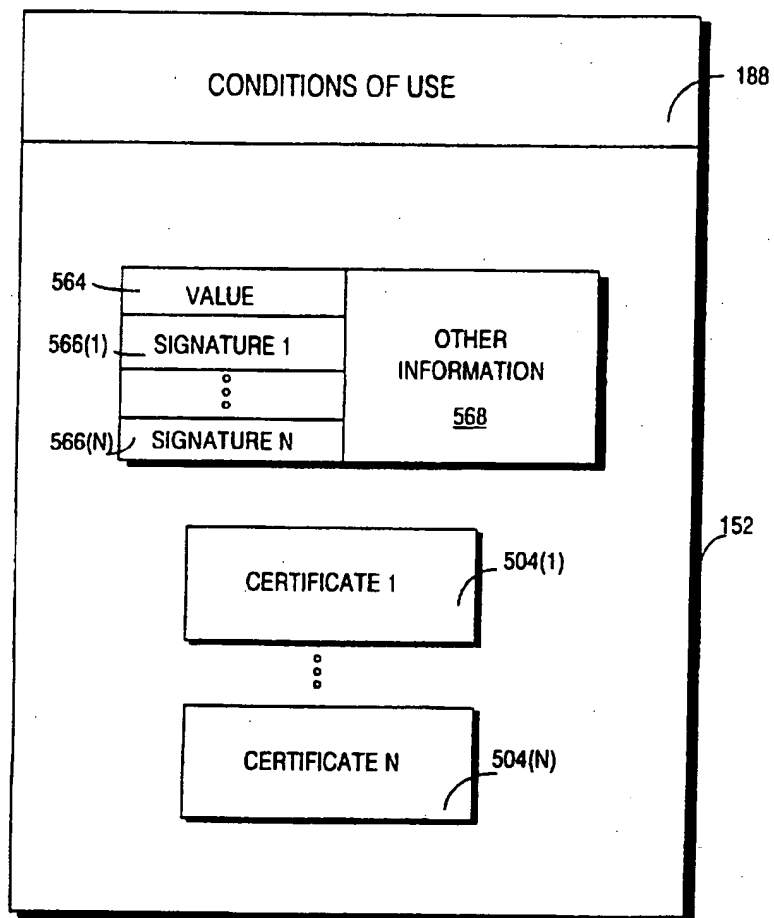 CONDITIONS OF USE
188
564
VALUE
566(1)
SIGNATURE 1
566(N)
SIGNATURE N
OTHER
INFORMATION
568
152
CERTIFICATE 1
504(1)
CERTIFICATE N
504(N)